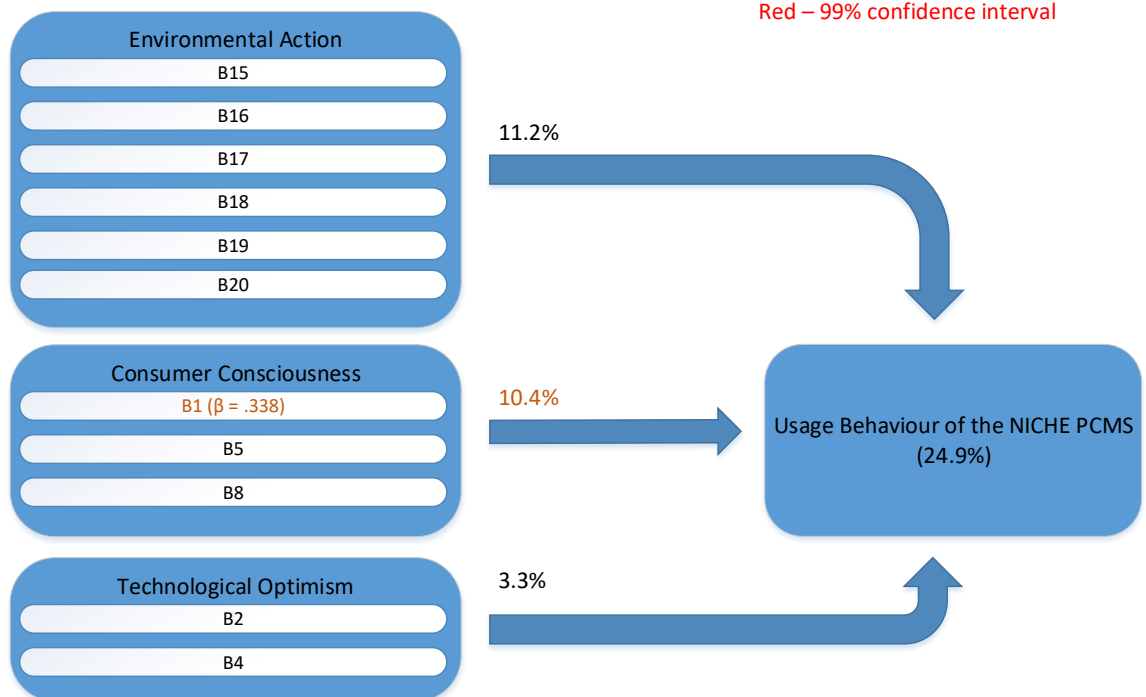 Red – 99% confidence interval
Environmental Action
B15
B16
B17
B18
B19
B20
11.2%
Consumer Consciousness
B1 (β = .338)
B5
B8
10.4%
Usage Behaviour of the NICHE PCMS
(24.9%)
Technological Optimism
B2
B4
3.3%